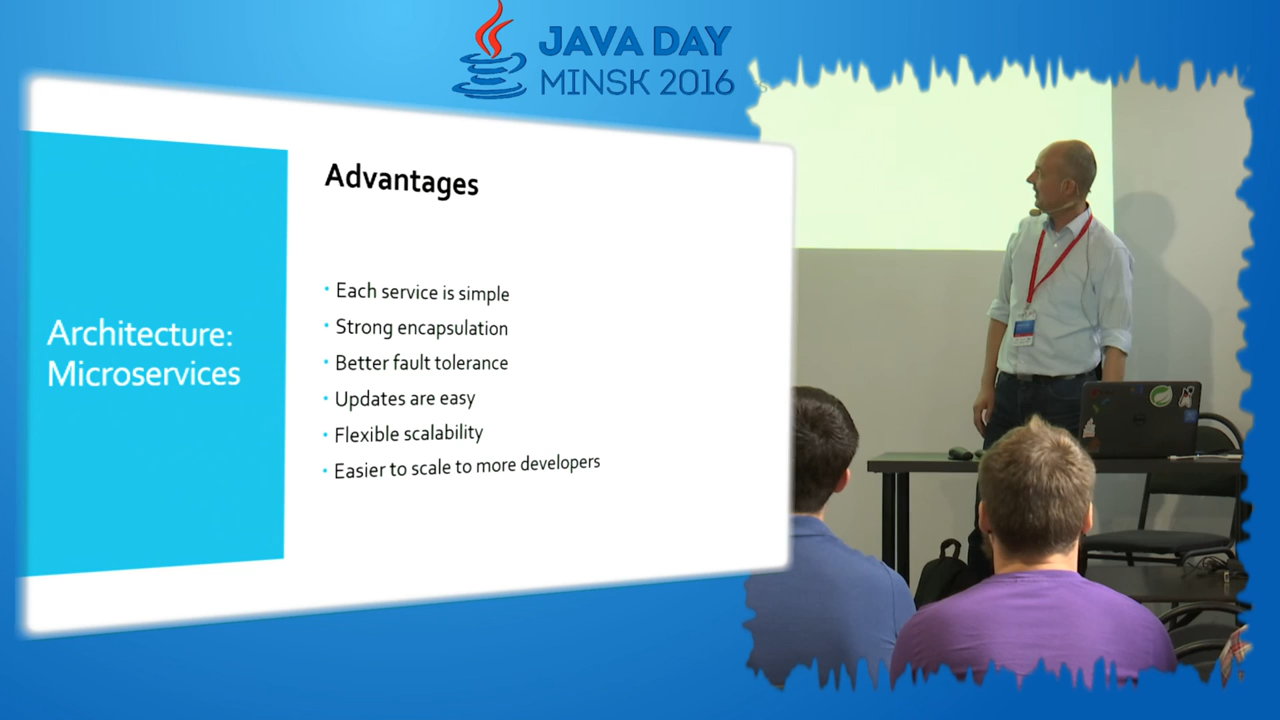 JAVA DAY
MINSK 2016
Advantages
Architecture:
Microservices
• Each service is simple
• Strong encapsulation
• Better fault tolerance
• Updates are easy
• Flexible scalability
• Easier to scale to more developers